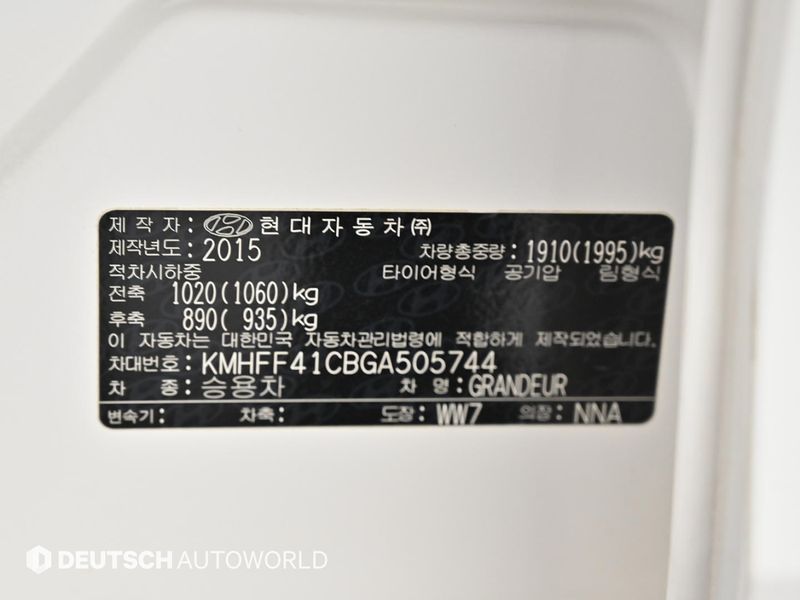 제 작 자 : 현대자동차㈜
제작년도 : 2015 차량총중량 : 1910(1995)kg
적차시하중 타이어형식 공기압 림형식
전축 1020(1060)kg
후축 890( 935)kg
이 자동차는 대한민국 자동차관리법령에 적합하게 제작되었습니다.
차대번호 : KMHFF41CBGA505744
차 종 : 승용차 차 명 : GRANDEUR
변속기 : 차축 : 도장 : WW7 의장 : NNA
DEUTSCH AUTOWORLD